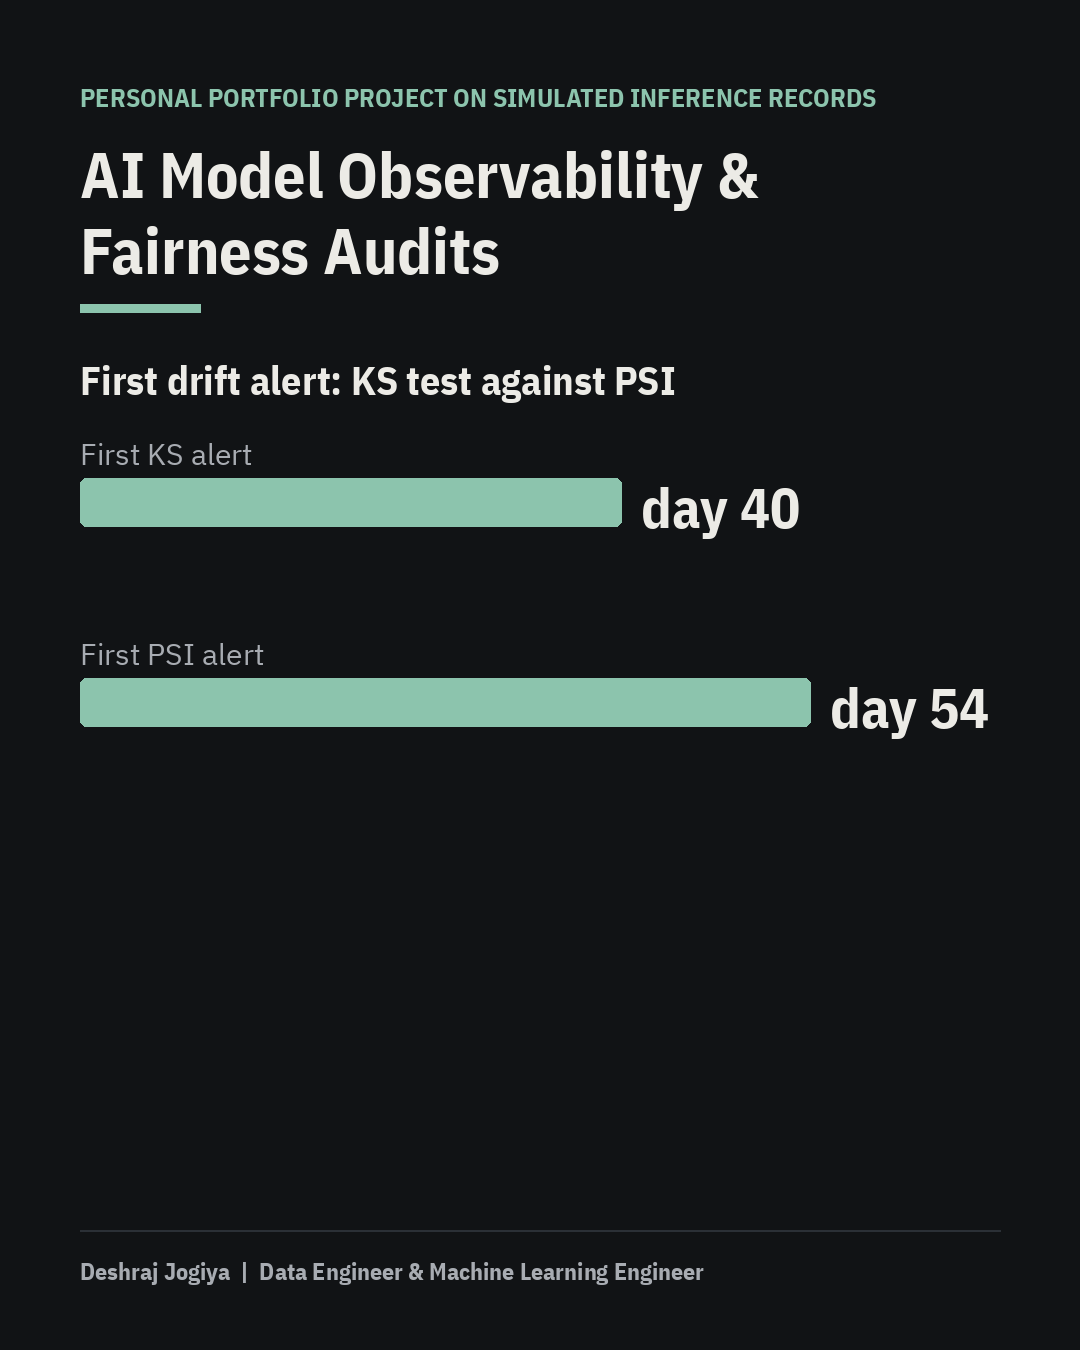 PERSONAL PORTFOLIO PROJECT ON SIMULATED INFERENCE RECORDS
AI Model Observability &
Fairness Audits
First drift alert: KS test against PSI
First KS alert
day 40
First PSI alert
day 54
Deshraj Jogiya | Data Engineer & Machine Learning Engineer